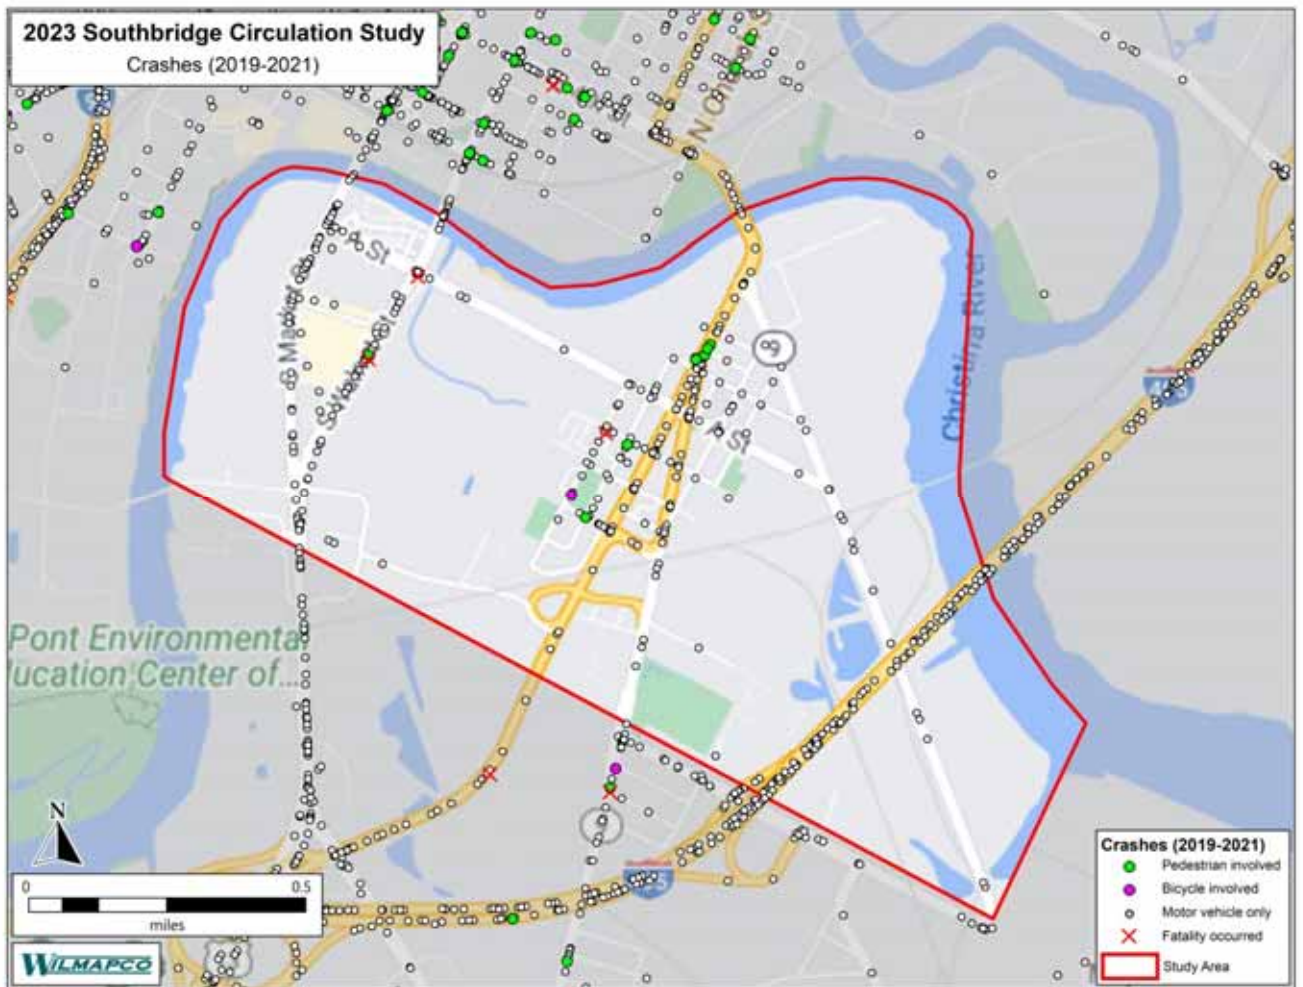 2023 Southbridge Circulation Study
Crashes (2019-2021)
St
A St
S Market
Christina River
A St
Pont Environmental
ucation Center of...
N
0 0.5
miles
WILMAPCO
Crashes (2019-2021)
Pedestrian involved
Bicycle involved
Motor vehicle only
Fatality occurred
Study Area